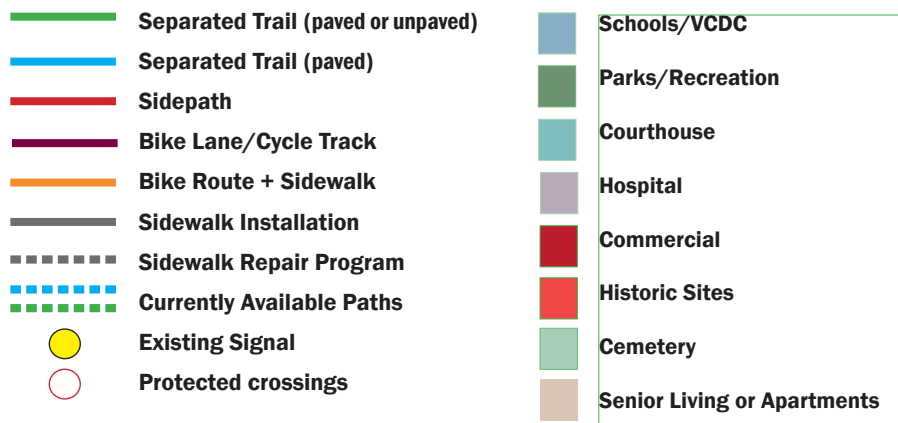 Separated Trail (paved or unpaved)
Separated Trail (paved)
Sidepath
Bike Lane/Cycle Track
Bike Route + Sidewalk
Sidewalk Installation
Sidewalk Repair Program
Currently Available Paths
Existing Signal
Protected crossings
Schools/VCDC
Parks/Recreation
Courthouse
Hospital
Commercial
Historic Sites
Cemetery
Senior Living or Apartments